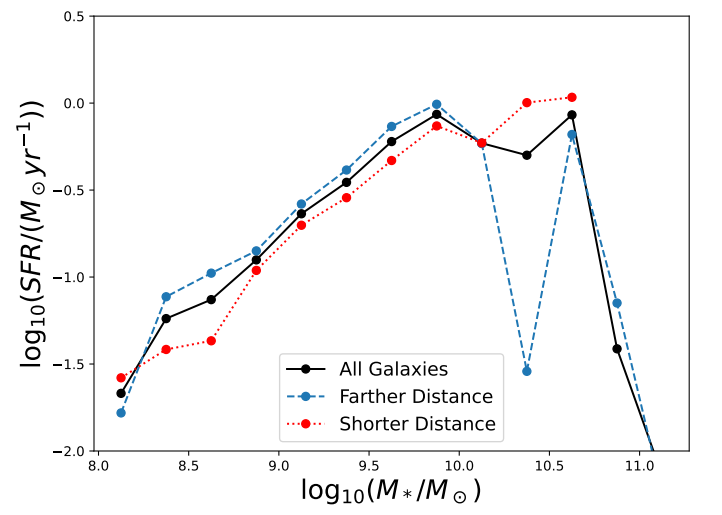 0.5
0.0
−0.5
−1.0
−1.5
−2.0
log₁₀(SFR/(M⊙yr⁻¹))
All Galaxies
Farther Distance
Shorter Distance
8.0 8.5 9.0 9.5 10.0 10.5 11.0
log₁₀(M*/M⊙)